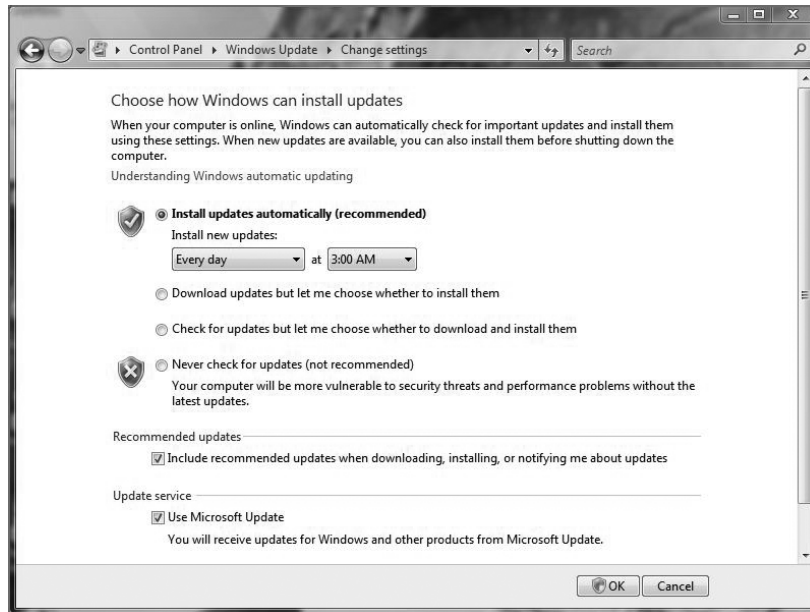 Control Panel ▸ Windows Update ▸ Change settings
Search
Choose how Windows can install updates
When your computer is online, Windows can automatically check for important updates and install them
using these settings. When new updates are available, you can also install them before shutting down the
computer.
Understanding Windows automatic updating
Install updates automatically (recommended)
Install new updates:
Every day at 3:00 AM
Download updates but let me choose whether to install them
Check for updates but let me choose whether to download and install them
Never check for updates (not recommended)
Your computer will be more vulnerable to security threats and performance problems without the
latest updates.
Recommended updates
Include recommended updates when downloading, installing, or notifying me about updates
Update service
Use Microsoft Update
You will receive updates for Windows and other products from Microsoft Update.
OK Cancel